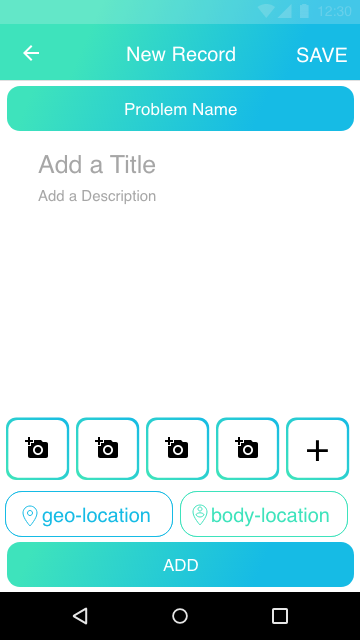 12:30
New Record
SAVE
Problem Name
Add a Title
Add a Description
geo-location
body-location
ADD